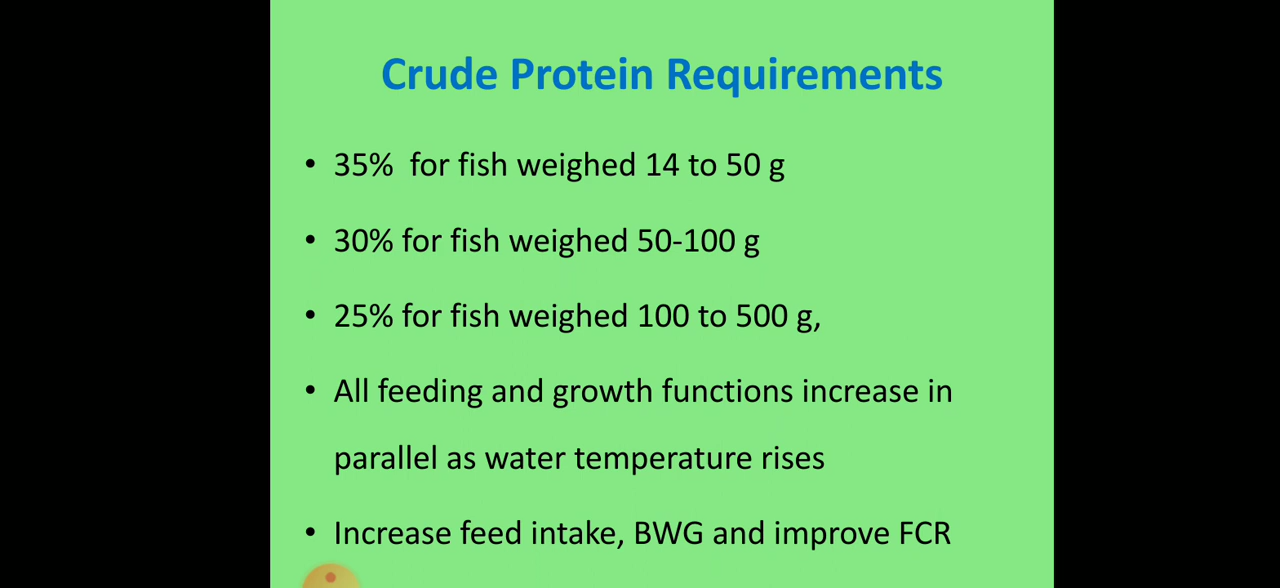 Crude Protein Requirements
• 35%  for fish weighed 14 to 50 g
• 30% for fish weighed 50-100 g
• 25% for fish weighed 100 to 500 g,
• All feeding and growth functions increase in
parallel as water temperature rises
• Increase feed intake, BWG and improve FCR